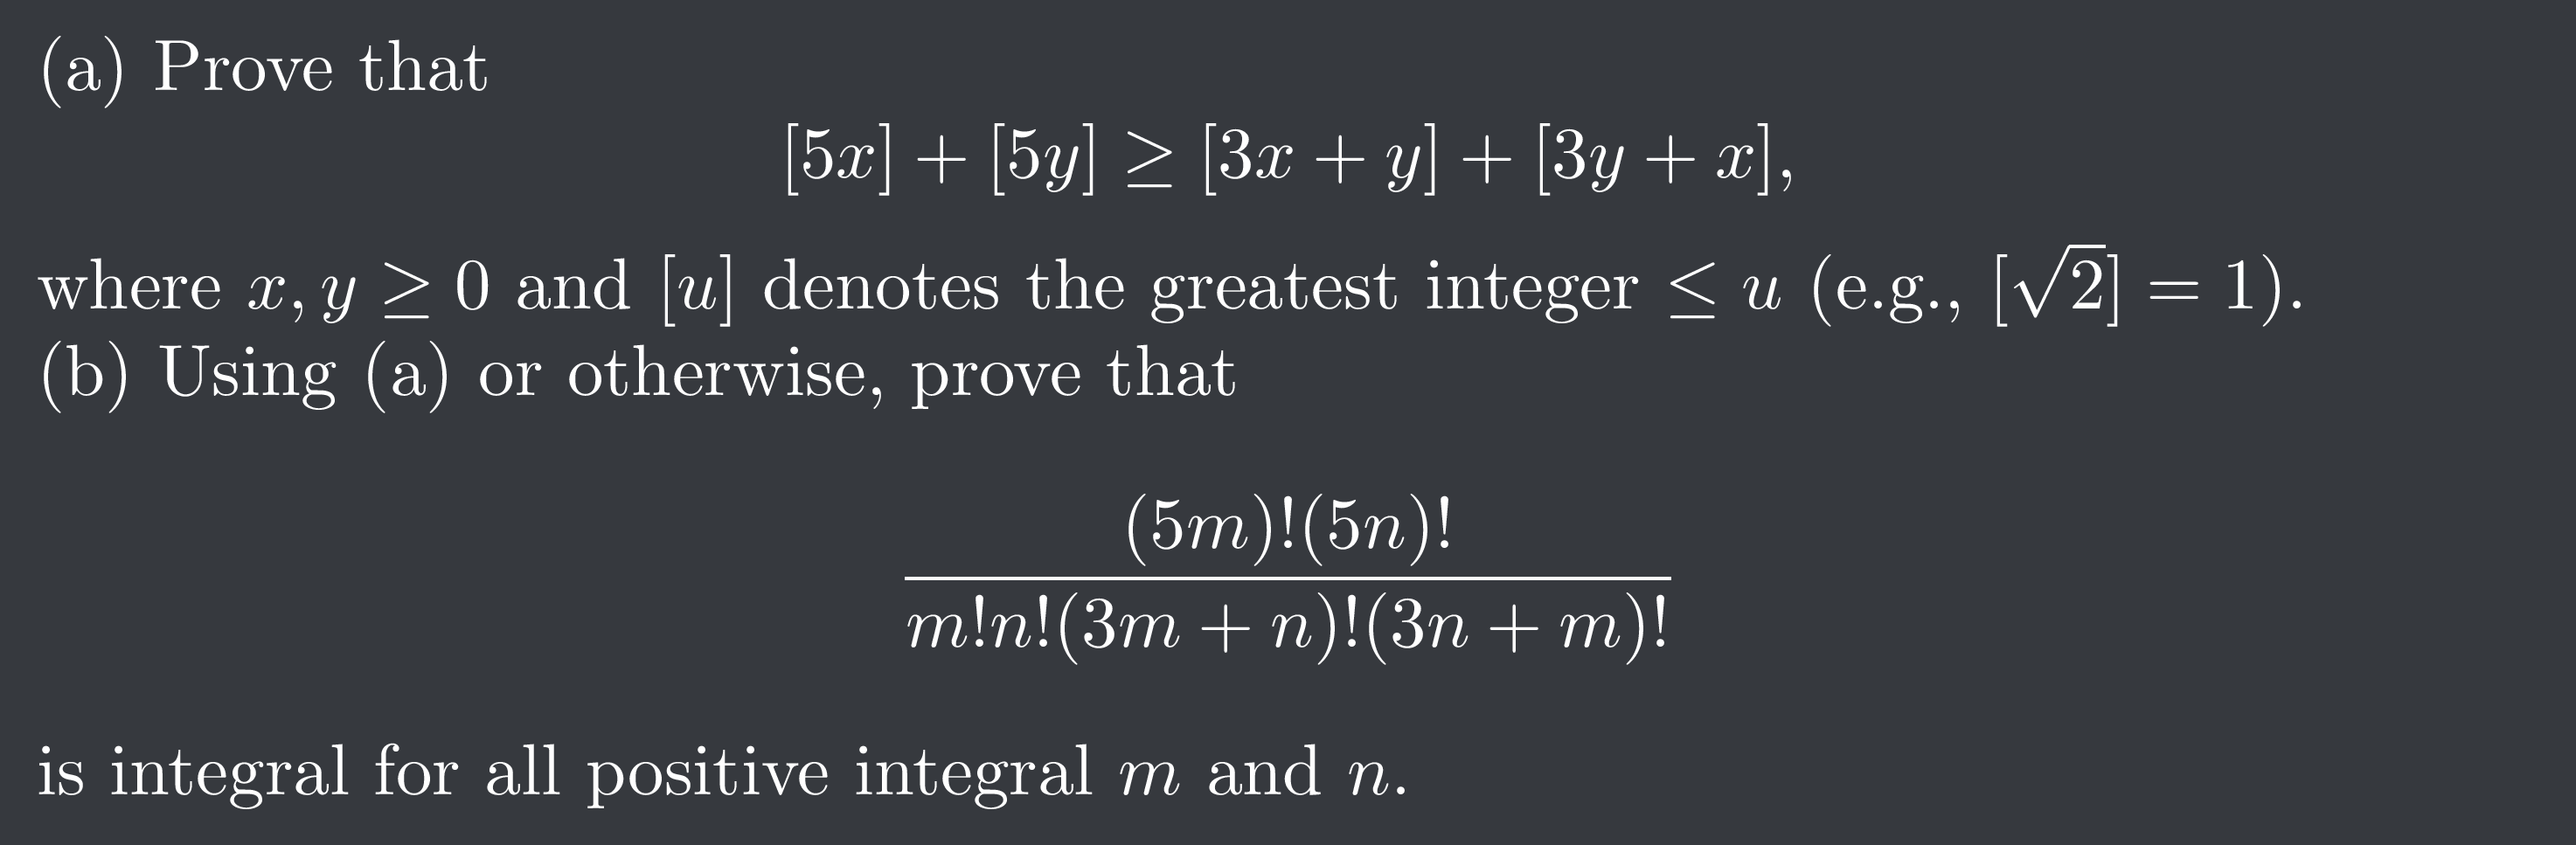 (a) Prove that
[5x] + [5y] ≥ [3x + y] + [3y + x],
where x, y ≥ 0 and [u] denotes the greatest integer ≤ u (e.g., [√2] = 1).
(b) Using (a) or otherwise, prove that
(5m)!(5n)!
m!n!(3m + n)!(3n + m)!
is integral for all positive integral m and n.